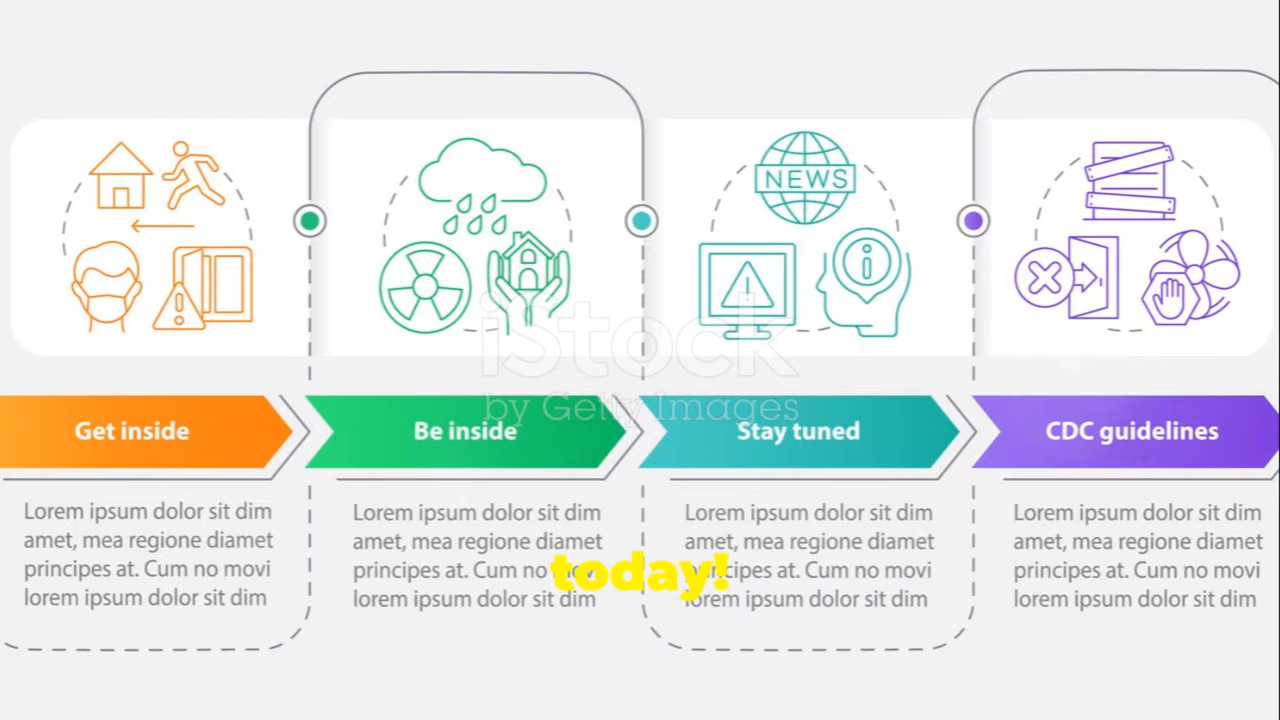 NEWS
iStock
by Getty Images
Get inside
Be inside
Stay tuned
CDC guidelines
Lorem ipsum dolor sit dim
amet, mea regione diamet
principes at. Cum no movi
lorem ipsum dolor sit dim
Lorem ipsum dolor sit dim
amet, mea regione diamet
principes at. Cum no movi
lorem ipsum dolor sit dim
Lorem ipsum dolor sit dim
amet, mea regione diamet
principes at. Cum no movi
lorem ipsum dolor sit dim
Lorem ipsum dolor sit dim
amet, mea regione diamet
principes at. Cum no movi
lorem ipsum dolor sit dim
today!